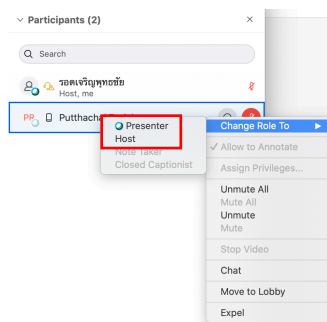 Participants (2)
Search
รอดเจริญพุทธชัย
Host, me
PR
Putthacha
Presenter
Host
Note Taker
Closed Captionist
Change Role To
Allow to Annotate
Assign Privileges...
Unmute All
Mute All
Unmute
Mute
Stop Video
Chat
Move to Lobby
Expel